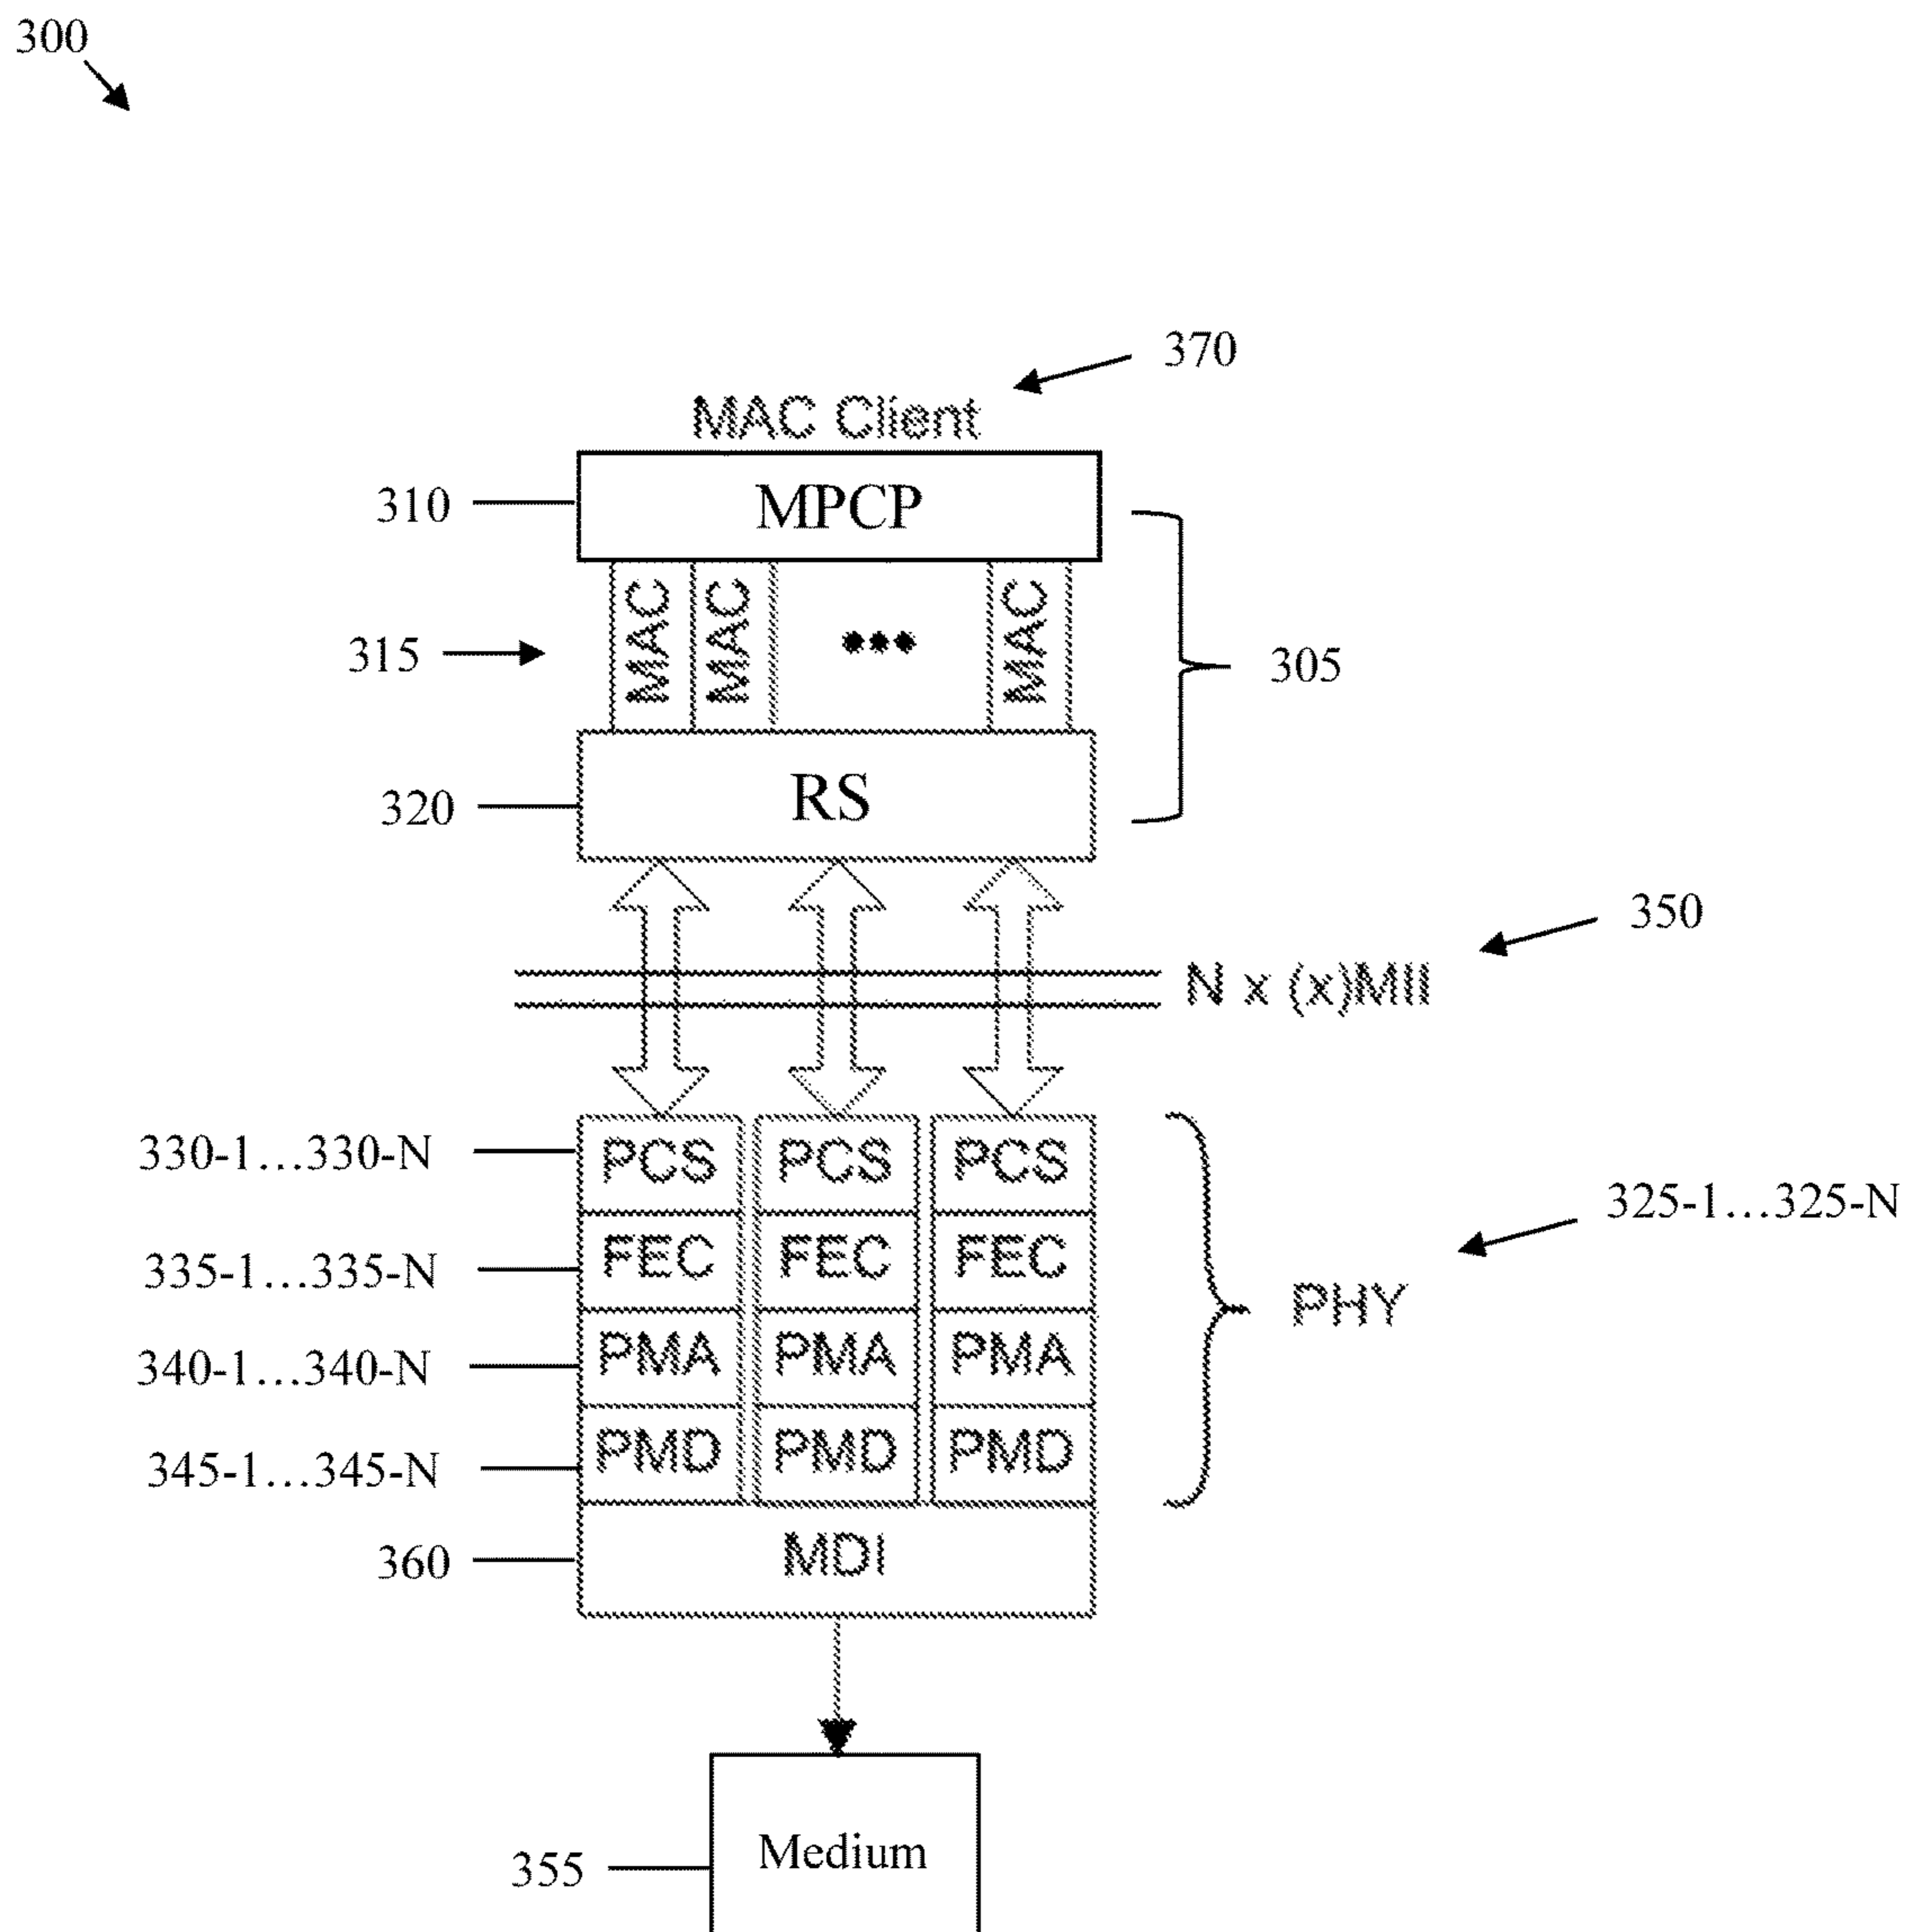 300
370
MAC Client
310 MPCP
315 MAC MAC ••• MAC
305
320 RS
350
N x (x)MII
330-1...330-N PCS PCS PCS
325-1...325-N
335-1...335-N FEC FEC FEC
PHY
340-1...340-N PMA PMA PMA
345-1...345-N PMD PMD PMD
360 MDI
355 Medium